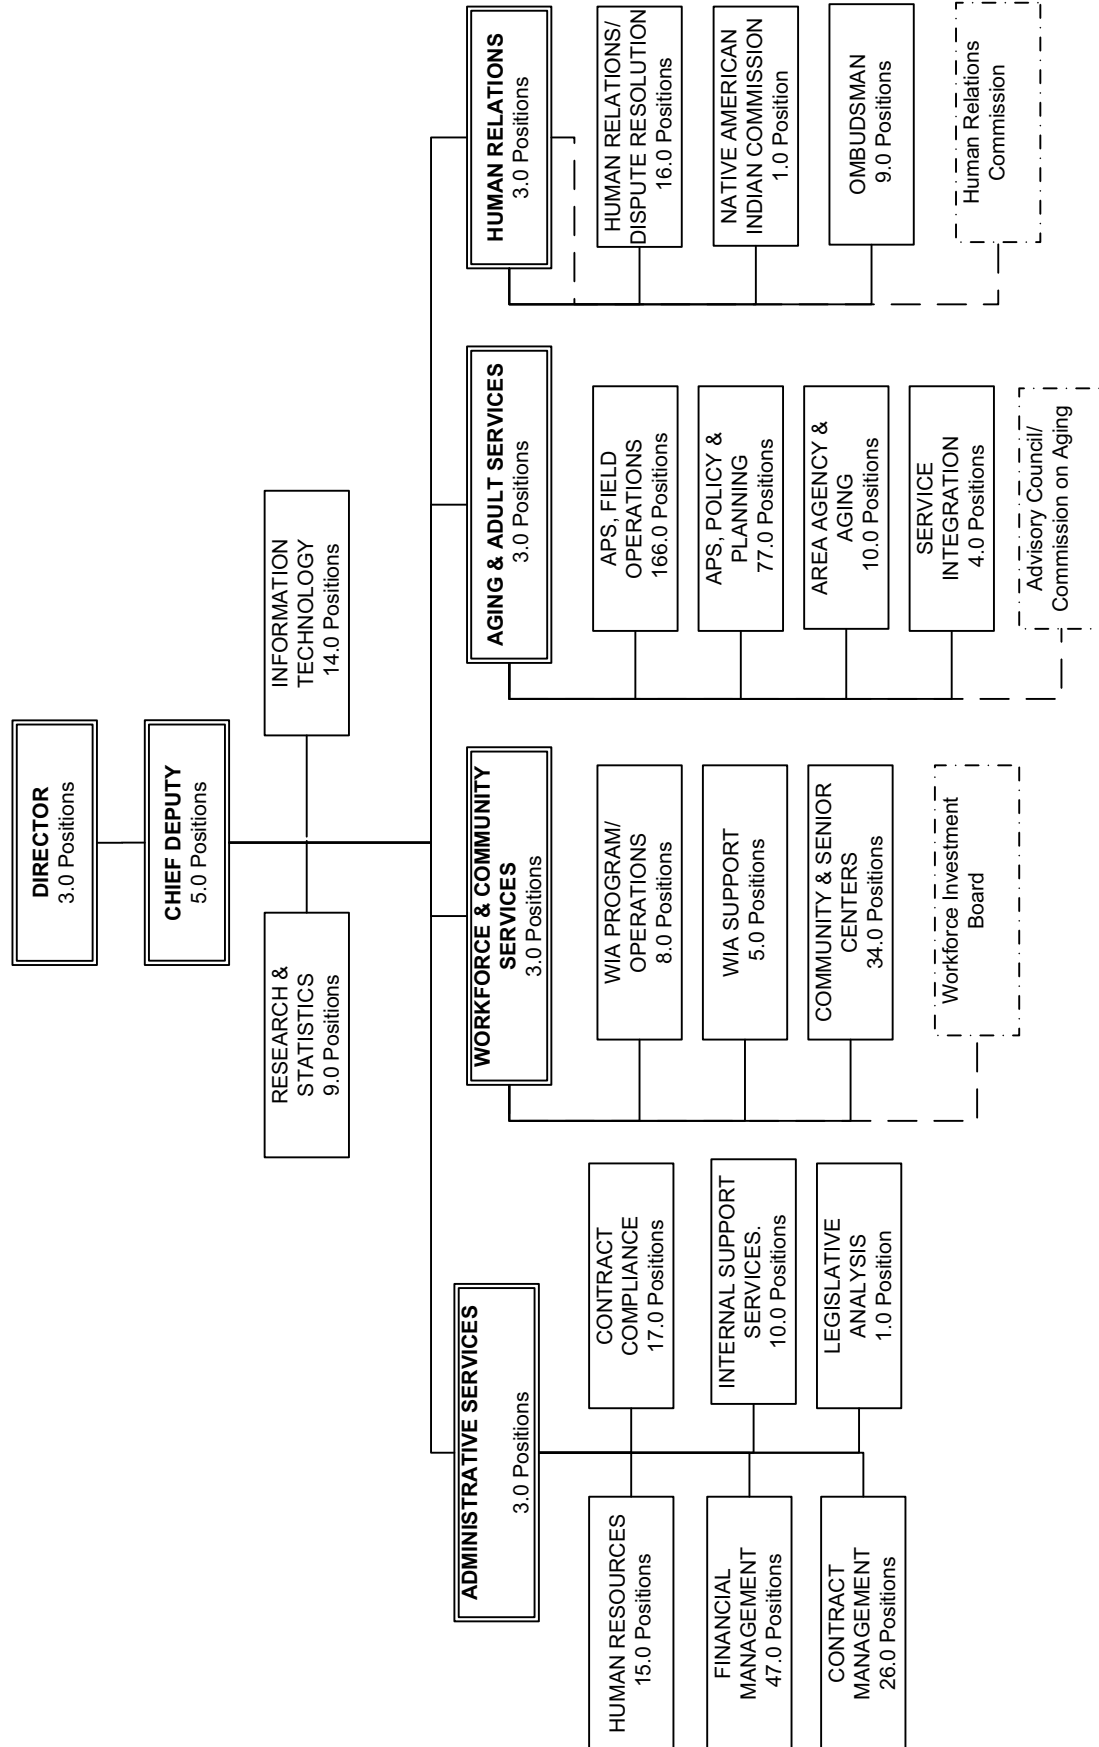 DIRECTOR
3.0 Positions
CHIEF DEPUTY
5.0 Positions
RESEARCH &
STATISTICS
9.0 Positions
INFORMATION
TECHNOLOGY
14.0 Positions
ADMINISTRATIVE SERVICES
3.0 Positions
HUMAN RESOURCES
15.0 Positions
CONTRACT
COMPLIANCE
17.0 Positions
FINANCIAL
MANAGEMENT
47.0 Positions
INTERNAL SUPPORT
SERVICES.
10.0 Positions
CONTRACT
MANAGEMENT
26.0 Positions
LEGISLATIVE
ANALYSIS
1.0 Position
WORKFORCE & COMMUNITY
SERVICES
3.0 Positions
WIA PROGRAM/
OPERATIONS
8.0 Positions
WIA SUPPORT
5.0 Positions
COMMUNITY & SENIOR
CENTERS
34.0 Positions
Workforce Investment
Board
AGING & ADULT SERVICES
3.0 Positions
APS, FIELD
OPERATIONS
166.0 Positions
APS, POLICY &
PLANNING
77.0 Positions
AREA AGENCY &
AGING
10.0 Positions
SERVICE
INTEGRATION
4.0 Positions
Advisory Council/
Commission on Aging
HUMAN RELATIONS
3.0 Positions
HUMAN RELATIONS/
DISPUTE RESOLUTION
16.0 Positions
NATIVE AMERICAN
INDIAN COMMISSION
1.0 Position
OMBUDSMAN
9.0 Positions
Human Relations
Commission